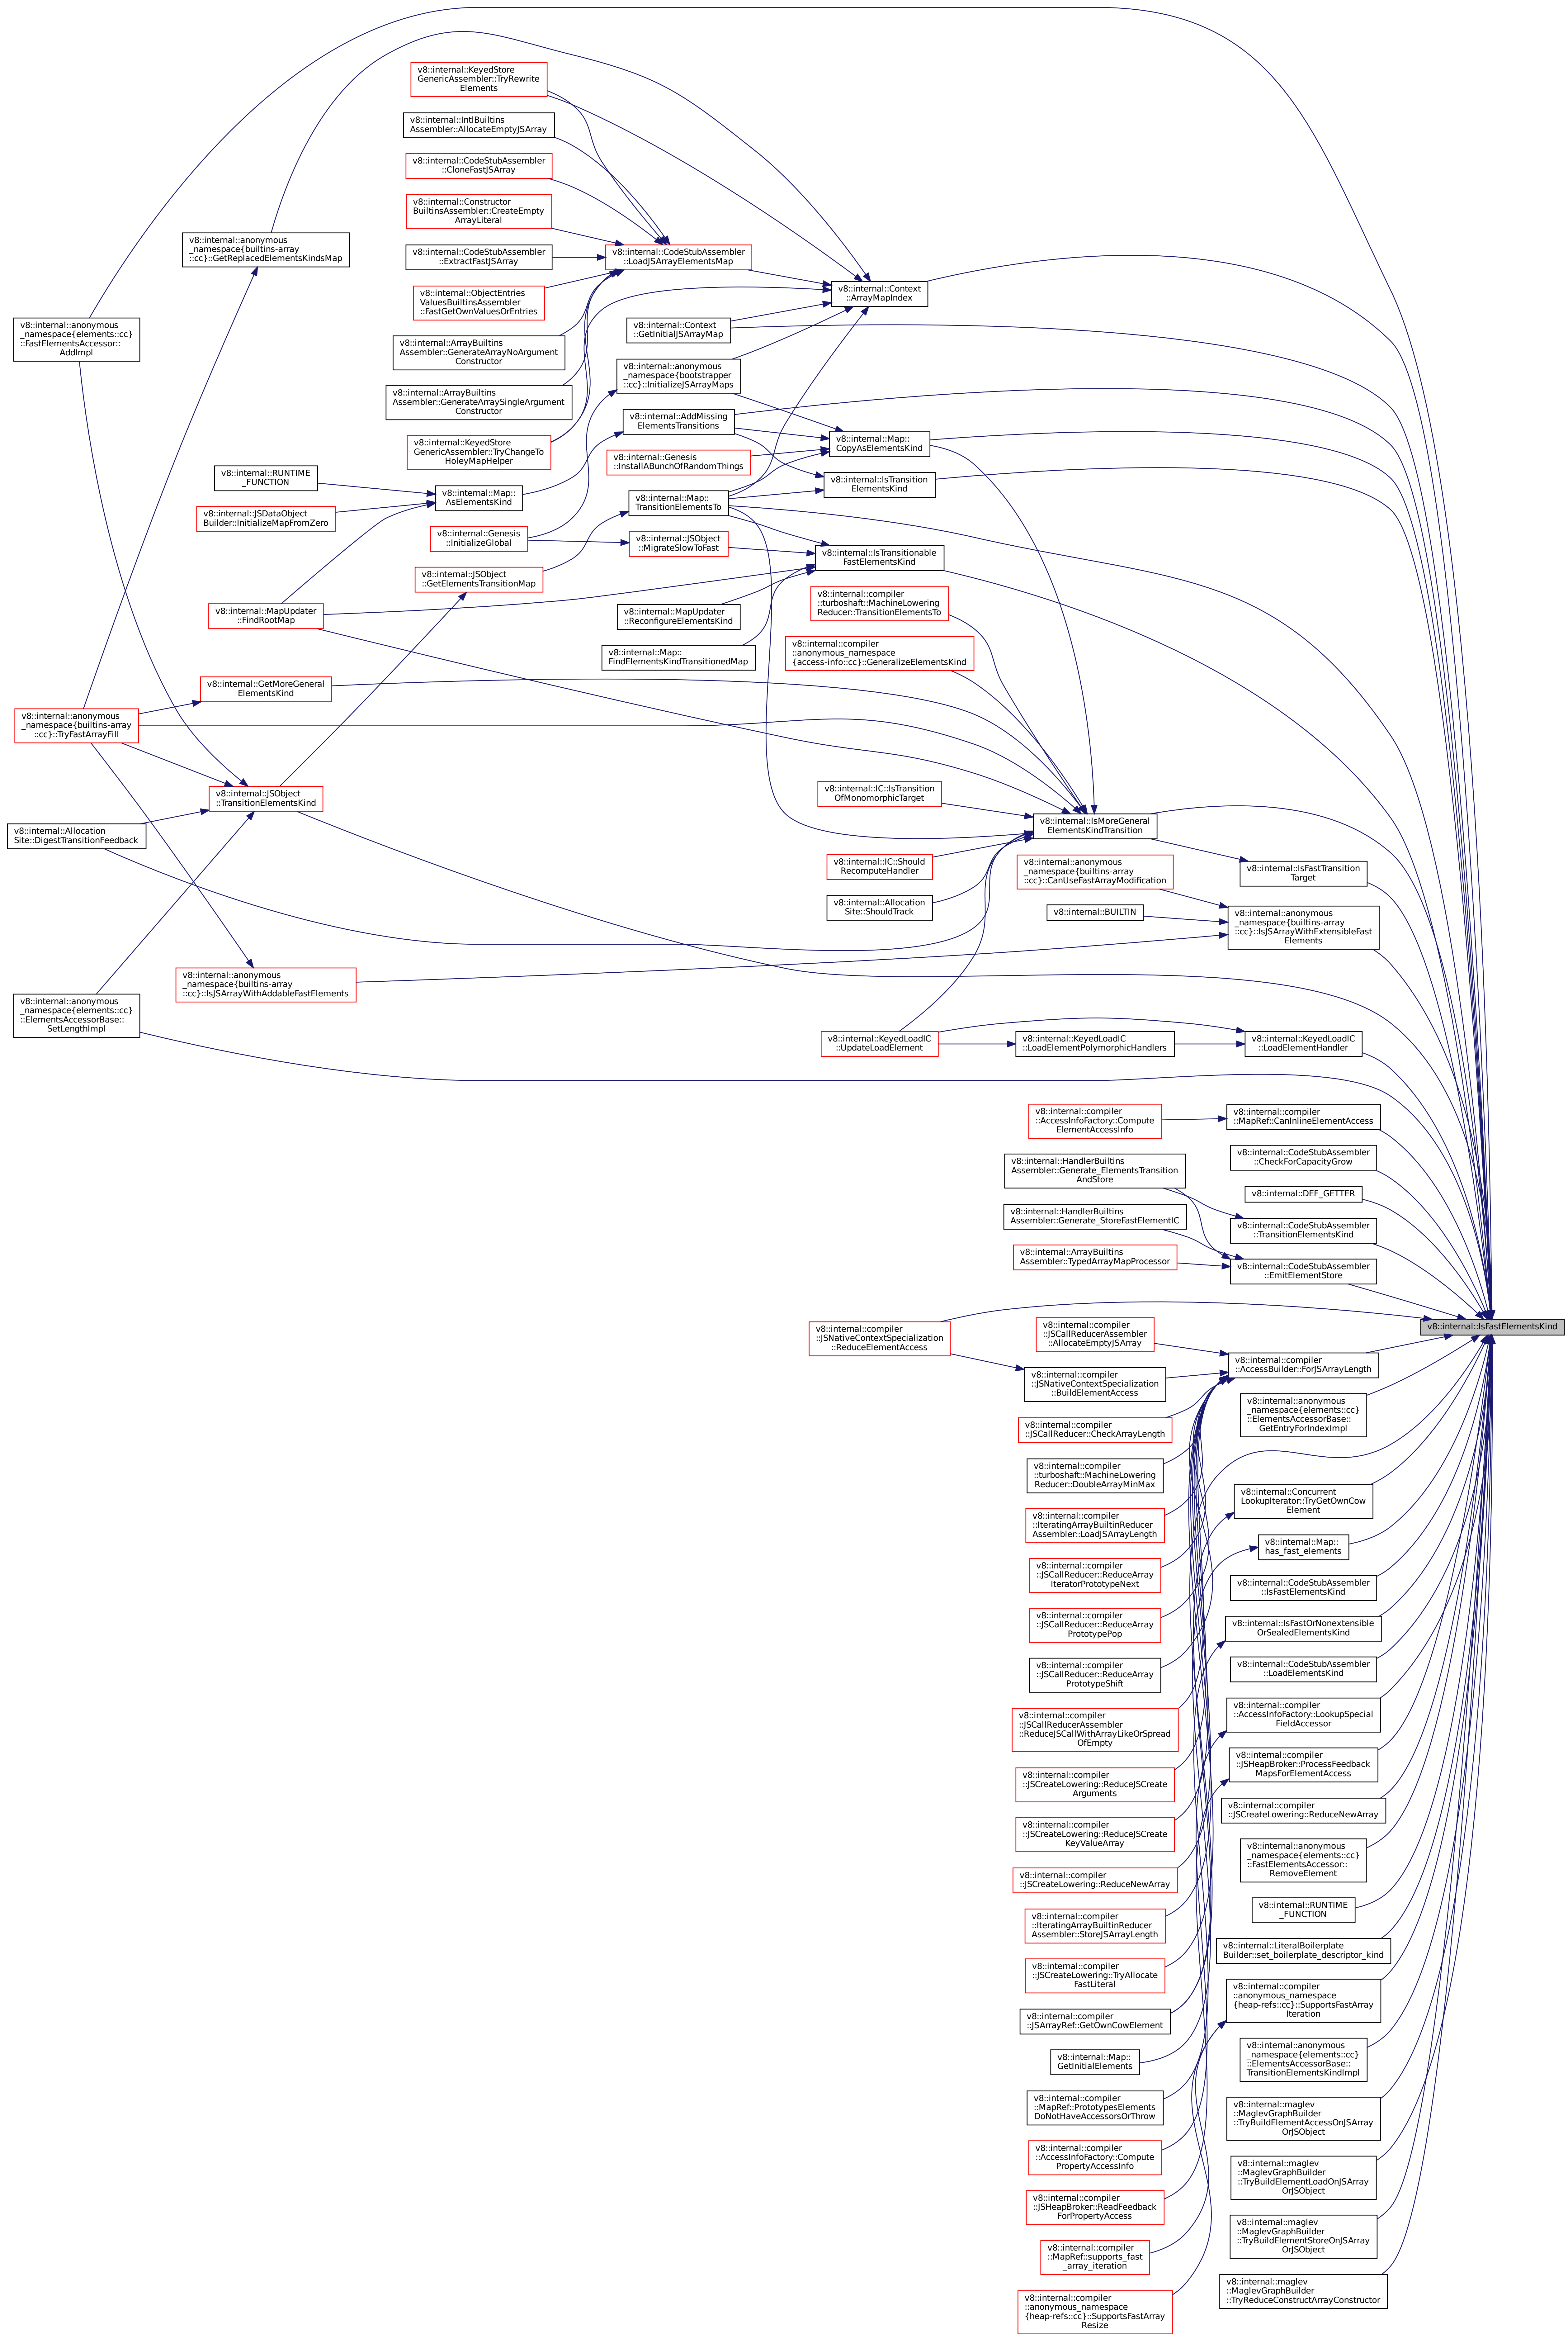 v8::internal::KeyedStore
GenericAssembler::TryRewrite
Elements
v8::internal::IntlBuiltins
Assembler::AllocateEmptyJSArray
v8::internal::CodeStubAssembler
::CloneFastJSArray
v8::internal::Constructor
BuiltinsAssembler::CreateEmpty
ArrayLiteral
v8::internal::anonymous
_namespace{builtins-array
::cc}::GetReplacedElementsKindsMap
v8::internal::CodeStubAssembler
::ExtractFastJSArray
v8::internal::CodeStubAssembler
::LoadJSArrayElementsMap
v8::internal::ObjectEntries
ValuesBuiltinsAssembler
::FastGetOwnValuesOrEntries
v8::internal::Context
::ArrayMapIndex
v8::internal::anonymous
_namespace{elements::cc}
::FastElementsAccessor::
AddImpl
v8::internal::Context
::GetInitialJSArrayMap
v8::internal::ArrayBuiltins
Assembler::GenerateArrayNoArgument
Constructor
v8::internal::anonymous
_namespace{bootstrapper
::cc}::InitializeJSArrayMaps
v8::internal::ArrayBuiltins
Assembler::GenerateArraySingleArgument
Constructor
v8::internal::AddMissing
ElementsTransitions
v8::internal::KeyedStore
GenericAssembler::TryChangeTo
HoleyMapHelper
v8::internal::Map::
CopyAsElementsKind
v8::internal::Genesis
::InstallABunchOfRandomThings
v8::internal::RUNTIME
_FUNCTION
v8::internal::IsTransition
ElementsKind
v8::internal::Map::
AsElementsKind
v8::internal::Map::
TransitionElementsTo
v8::internal::JSDataObject
Builder::InitializeMapFromZero
v8::internal::Genesis
::InitializeGlobal
v8::internal::JSObject
::MigrateSlowToFast
v8::internal::IsTransitionable
FastElementsKind
v8::internal::JSObject
::GetElementsTransitionMap
v8::internal::compiler
::turboshaft::MachineLowering
Reducer::TransitionElementsTo
v8::internal::MapUpdater
::FindRootMap
v8::internal::MapUpdater
::ReconfigureElementsKind
v8::internal::Map::
FindElementsKindTransitionedMap
v8::internal::compiler
::anonymous_namespace
{access-info::cc}::GeneralizeElementsKind
v8::internal::GetMoreGeneral
ElementsKind
v8::internal::anonymous
_namespace{builtins-array
::cc}::TryFastArrayFill
v8::internal::JSObject
::TransitionElementsKind
v8::internal::IC::IsTransition
OfMonomorphicTarget
v8::internal::Allocation
Site::DigestTransitionFeedback
v8::internal::IsMoreGeneral
ElementsKindTransition
v8::internal::IC::Should
RecomputeHandler
v8::internal::anonymous
_namespace{builtins-array
::cc}::CanUseFastArrayModification
v8::internal::IsFastTransition
Target
v8::internal::Allocation
Site::ShouldTrack
v8::internal::BUILTIN
v8::internal::anonymous
_namespace{builtins-array
::cc}::IsJSArrayWithExtensibleFast
Elements
v8::internal::anonymous
_namespace{builtins-array
::cc}::IsJSArrayWithAddableFastElements
v8::internal::anonymous
_namespace{elements::cc}
::ElementsAccessorBase::
SetLengthImpl
v8::internal::KeyedLoadIC
::UpdateLoadElement
v8::internal::KeyedLoadIC
::LoadElementPolymorphicHandlers
v8::internal::KeyedLoadIC
::LoadElementHandler
v8::internal::compiler
::AccessInfoFactory::Compute
ElementAccessInfo
v8::internal::compiler
::MapRef::CanInlineElementAccess
v8::internal::HandlerBuiltins
Assembler::Generate_ElementsTransition
AndStore
v8::internal::CodeStubAssembler
::CheckForCapacityGrow
v8::internal::DEF_GETTER
v8::internal::HandlerBuiltins
Assembler::Generate_StoreFastElementIC
v8::internal::CodeStubAssembler
::TransitionElementsKind
v8::internal::ArrayBuiltins
Assembler::TypedArrayMapProcessor
v8::internal::CodeStubAssembler
::EmitElementStore
v8::internal::IsFastElementsKind
v8::internal::compiler
::JSNativeContextSpecialization
::ReduceElementAccess
v8::internal::compiler
::JSCallReducerAssembler
::AllocateEmptyJSArray
v8::internal::compiler
::AccessBuilder::ForJSArrayLength
v8::internal::compiler
::JSNativeContextSpecialization
::BuildElementAccess
v8::internal::anonymous
_namespace{elements::cc}
::ElementsAccessorBase::
GetEntryForIndexImpl
v8::internal::compiler
::JSCallReducer::CheckArrayLength
v8::internal::compiler
::turboshaft::MachineLowering
Reducer::DoubleArrayMinMax
v8::internal::Concurrent
LookupIterator::TryGetOwnCow
Element
v8::internal::compiler
::IteratingArrayBuiltinReducer
Assembler::LoadJSArrayLength
v8::internal::Map::
has_fast_elements
v8::internal::compiler
::JSCallReducer::ReduceArray
IteratorPrototypeNext
v8::internal::CodeStubAssembler
::IsFastElementsKind
v8::internal::compiler
::JSCallReducer::ReduceArray
PrototypePop
v8::internal::IsFastOrNonextensible
OrSealedElementsKind
v8::internal::compiler
::JSCallReducer::ReduceArray
PrototypeShift
v8::internal::CodeStubAssembler
::LoadElementsKind
v8::internal::compiler
::JSCallReducerAssembler
::ReduceJSCallWithArrayLikeOrSpread
OfEmpty
v8::internal::compiler
::AccessInfoFactory::LookupSpecial
FieldAccessor
v8::internal::compiler
::JSCreateLowering::ReduceJSCreate
Arguments
v8::internal::compiler
::JSHeapBroker::ProcessFeedback
MapsForElementAccess
v8::internal::compiler
::JSCreateLowering::ReduceJSCreate
KeyValueArray
v8::internal::compiler
::JSCreateLowering::ReduceNewArray
v8::internal::compiler
::JSCreateLowering::ReduceNewArray
v8::internal::anonymous
_namespace{elements::cc}
::FastElementsAccessor::
RemoveElement
v8::internal::compiler
::IteratingArrayBuiltinReducer
Assembler::StoreJSArrayLength
v8::internal::RUNTIME
_FUNCTION
v8::internal::compiler
::JSCreateLowering::TryAllocate
FastLiteral
v8::internal::LiteralBoilerplate
Builder::set_boilerplate_descriptor_kind
v8::internal::compiler
::JSArrayRef::GetOwnCowElement
v8::internal::compiler
::anonymous_namespace
{heap-refs::cc}::SupportsFastArray
Iteration
v8::internal::Map::
GetInitialElements
v8::internal::anonymous
_namespace{elements::cc}
::ElementsAccessorBase::
TransitionElementsKindImpl
v8::internal::compiler
::MapRef::PrototypesElements
DoNotHaveAccessorsOrThrow
v8::internal::maglev
::MaglevGraphBuilder
::TryBuildElementAccessOnJSArray
OrJSObject
v8::internal::compiler
::AccessInfoFactory::Compute
PropertyAccessInfo
v8::internal::maglev
::MaglevGraphBuilder
::TryBuildElementLoadOnJSArray
OrJSObject
v8::internal::compiler
::JSHeapBroker::ReadFeedback
ForPropertyAccess
v8::internal::maglev
::MaglevGraphBuilder
::TryBuildElementStoreOnJSArray
OrJSObject
v8::internal::compiler
::MapRef::supports_fast
_array_iteration
v8::internal::maglev
::MaglevGraphBuilder
::TryReduceConstructArrayConstructor
v8::internal::compiler
::anonymous_namespace
{heap-refs::cc}::SupportsFastArray
Resize